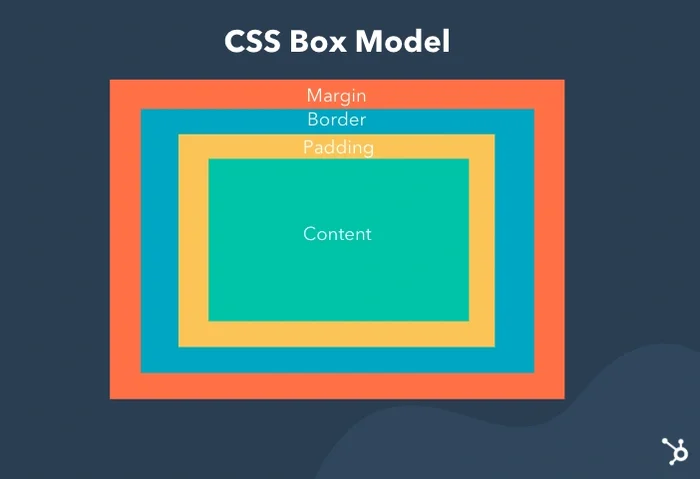 CSS Box Model
Margin
Border
Padding
Content